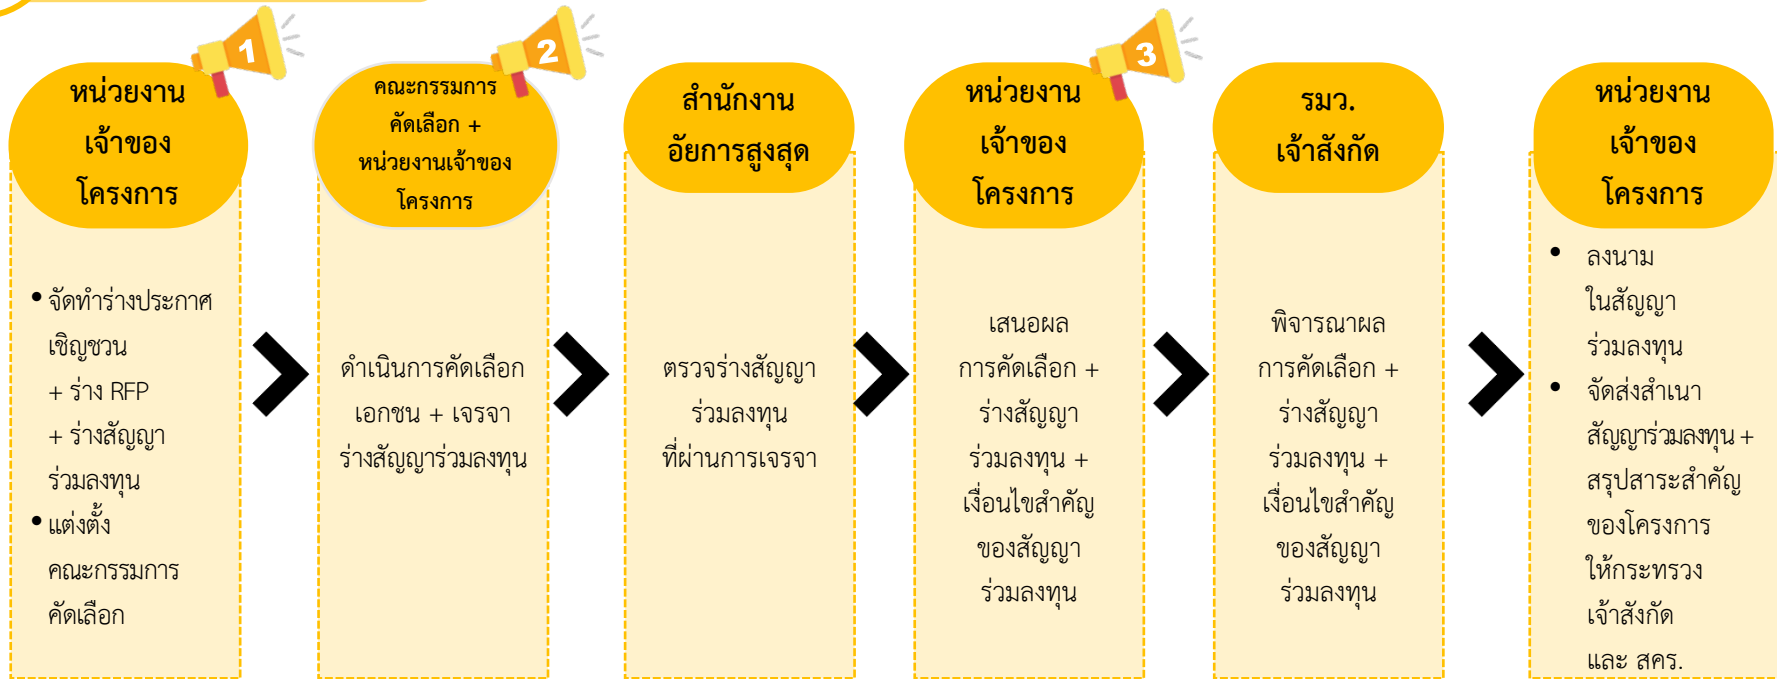 1
หน่วยงาน
เจ้าของ
โครงการ
• จัดทำร่างประกาศ
เชิญชวน
+ ร่าง RFP
+ ร่างสัญญา
ร่วมลงทุน
• แต่งตั้ง
คณะกรรมการ
คัดเลือก
2
คณะกรรมการ
คัดเลือก +
หน่วยงานเจ้าของ
โครงการ
ดำเนินการคัดเลือก
เอกชน + เจรจา
ร่างสัญญาร่วมลงทุน
สำนักงาน
อัยการสูงสุด
ตรวจร่างสัญญา
ร่วมลงทุน
ที่ผ่านการเจรจา
3
หน่วยงาน
เจ้าของ
โครงการ
เสนอผล
การคัดเลือก +
ร่างสัญญา
ร่วมลงทุน +
เงื่อนไขสำคัญ
ของสัญญา
ร่วมลงทุน
รมว.
เจ้าสังกัด
พิจารณาผล
การคัดเลือก +
ร่างสัญญา
ร่วมลงทุน +
เงื่อนไขสำคัญ
ของสัญญา
ร่วมลงทุน
หน่วยงาน
เจ้าของ
โครงการ
• ลงนาม
ในสัญญา
ร่วมลงทุน
• จัดส่งสำเนา
สัญญาร่วมลงทุน +
สรุปสาระสำคัญ
ของโครงการ
ให้กระทรวง
เจ้าสังกัด
และ สคร.